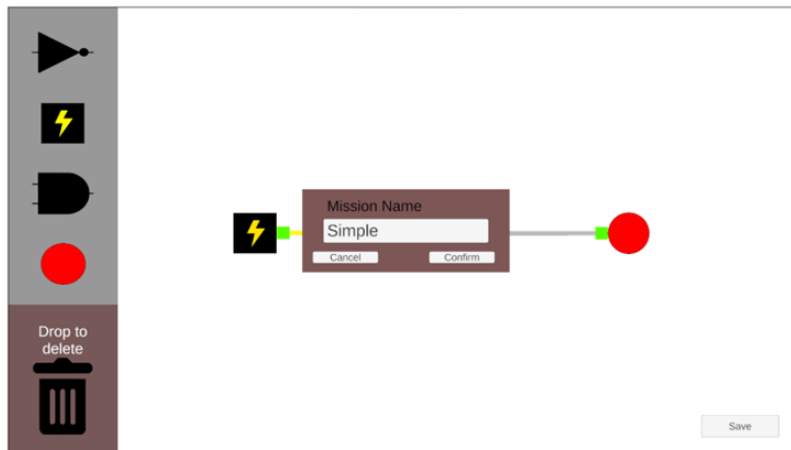 Mission Name
Simple
Cancel
Confirm
Drop to
delete
Save